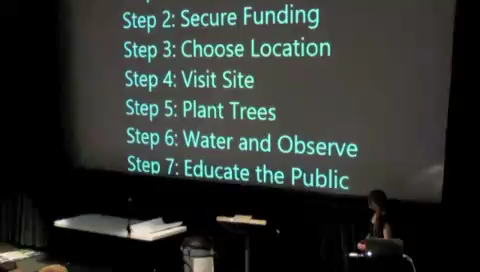 Step 2: Secure Funding
Step 3: Choose Location
Step 4: Visit Site
Step 5: Plant Trees
Step 6: Water and Observe
Step 7: Educate the Public